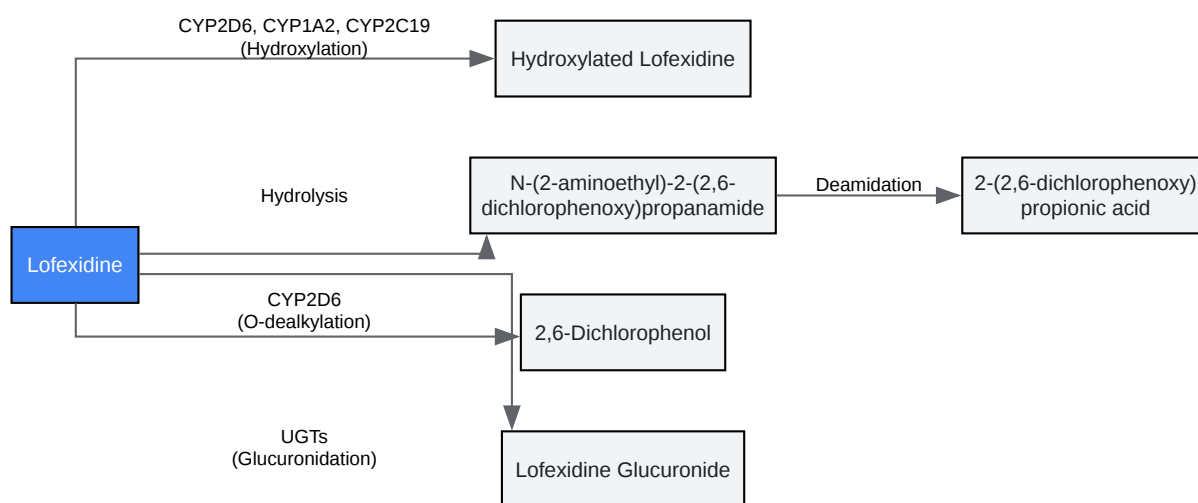 CYP2D6, CYP1A2, CYP2C19
(Hydroxylation)
Hydroxylated Lofexidine
Hydrolysis
N-(2-aminoethyl)-2-(2,6-
dichlorophenoxy)propanamide
Deamidation
2-(2,6-dichlorophenoxy)
propionic acid
Lofexidine
CYP2D6
(O-dealkylation)
2,6-Dichlorophenol
UGTs
(Glucuronidation)
Lofexidine Glucuronide